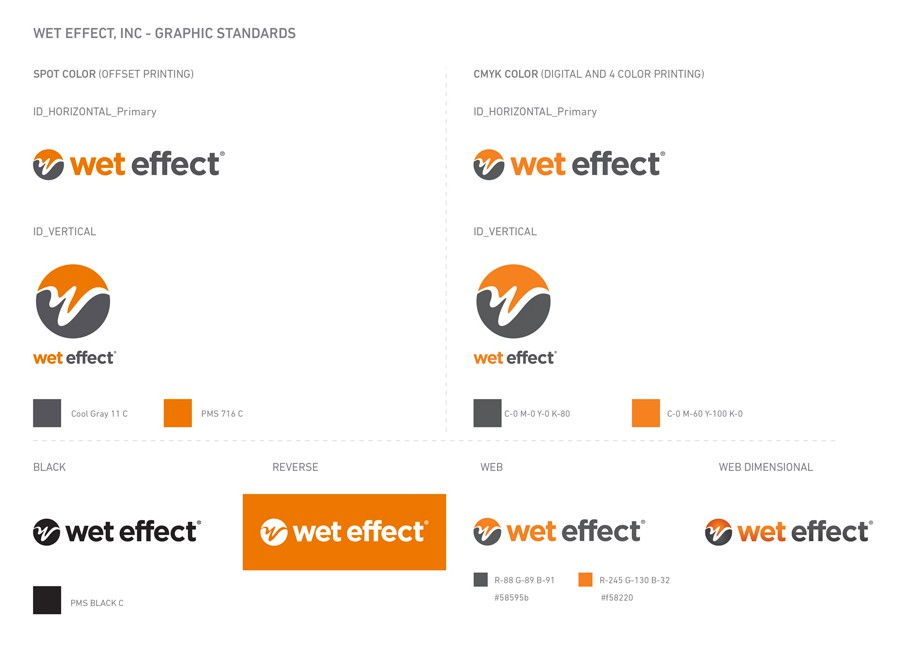 WET EFFECT, INC - GRAPHIC STANDARDS
SPOT COLOR (OFFSET PRINTING)
ID_HORIZONTAL_Primary
wet effect®
ID_VERTICAL
wet effect®
Cool Gray 11 C
PMS 716 C
CMYK COLOR (DIGITAL AND 4 COLOR PRINTING)
ID_HORIZONTAL_Primary
wet effect®
ID_VERTICAL
wet effect®
C-0 M-0 Y-0 K-80
C-0 M-60 Y-100 K-0
BLACK
wet effect®
PMS BLACK C
REVERSE
wet effect®
WEB
wet effect®
R-88 G-89 B-91
#58595b
R-245 G-130 B-32
#f58220
WEB DIMENSIONAL
wet effect®